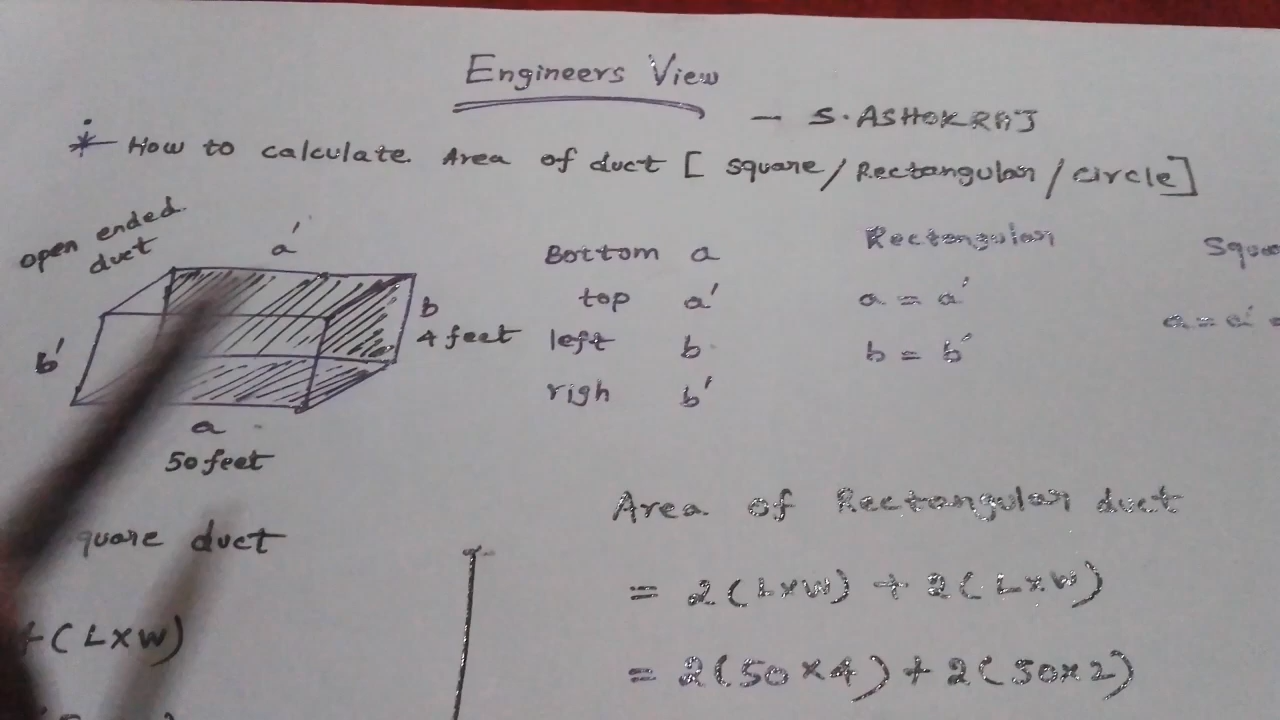 Engineers View
— S.ASHOKRAJ
* How to calculate Area of duct [ square / Rectangular / circle ]
open ended
duct
a'
b
4 feet
b'
a
50 feet
Bottom a
top a'
left b
righ b'
Rectangular
a = a'
b = b'
a = a' =
quare duct
+ (L×W)
Area of Rectangular duct
= 2(L×W) + 2(L×W)
= 2(50×4) + 2(50×2)